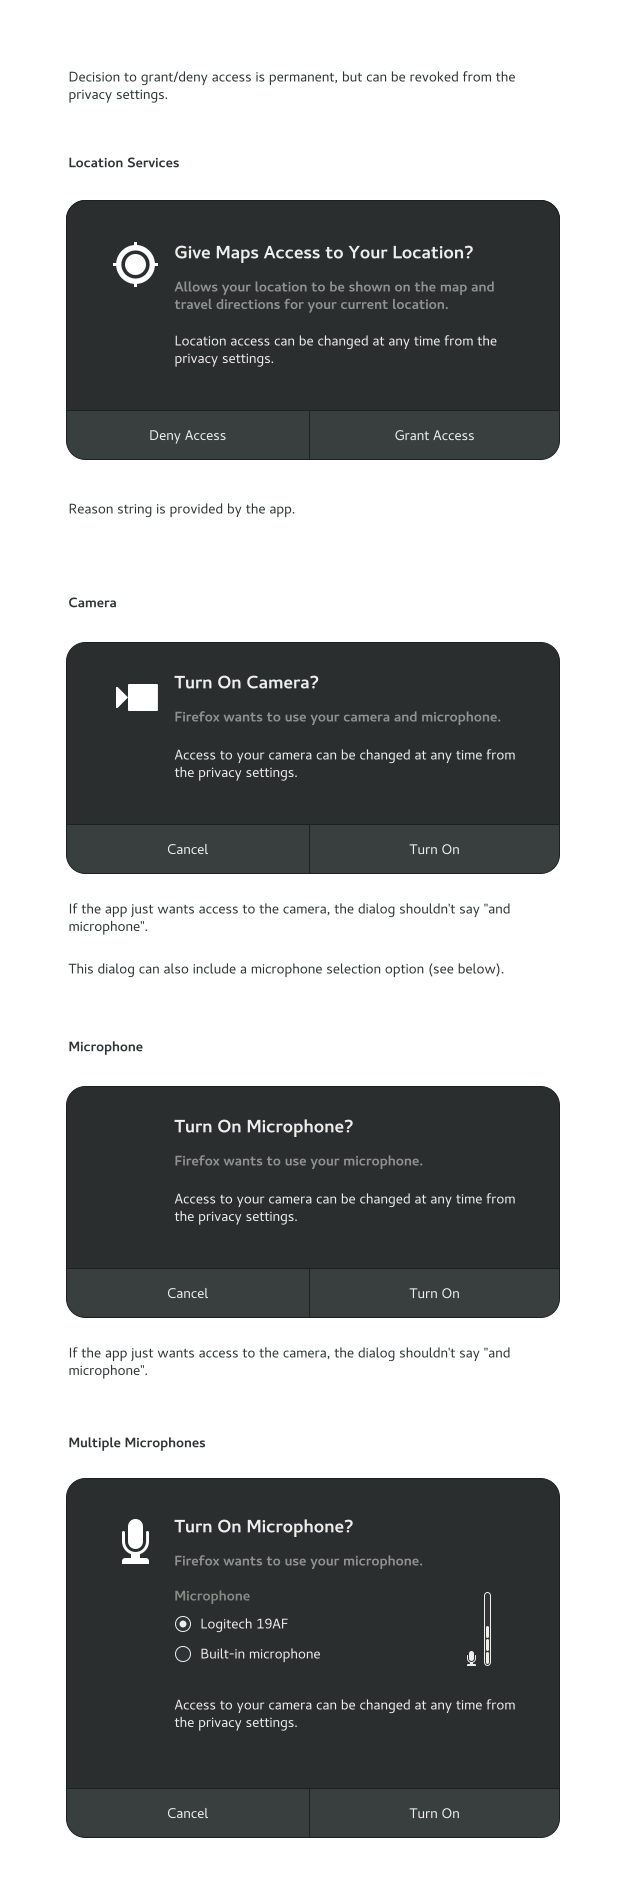 Decision to grant/deny access is permanent, but can be revoked from the
privacy settings.
Location Services
Give Maps Access to Your Location?
Allows your location to be shown on the map and
travel directions for your current location.
Location access can be changed at any time from the
privacy settings.
Deny Access
Grant Access
Reason string is provided by the app.
Camera
Turn On Camera?
Firefox wants to use your camera and microphone.
Access to your camera can be changed at any time from
the privacy settings.
Cancel
Turn On
If the app just wants access to the camera, the dialog shouldn't say "and
microphone".
This dialog can also include a microphone selection option (see below).
Microphone
Turn On Microphone?
Firefox wants to use your microphone.
Access to your camera can be changed at any time from
the privacy settings.
Cancel
Turn On
If the app just wants access to the camera, the dialog shouldn't say "and
microphone".
Multiple Microphones
Turn On Microphone?
Firefox wants to use your microphone.
Microphone
Logitech 19AF
Built-in microphone
Access to your camera can be changed at any time from
the privacy settings.
Cancel
Turn On